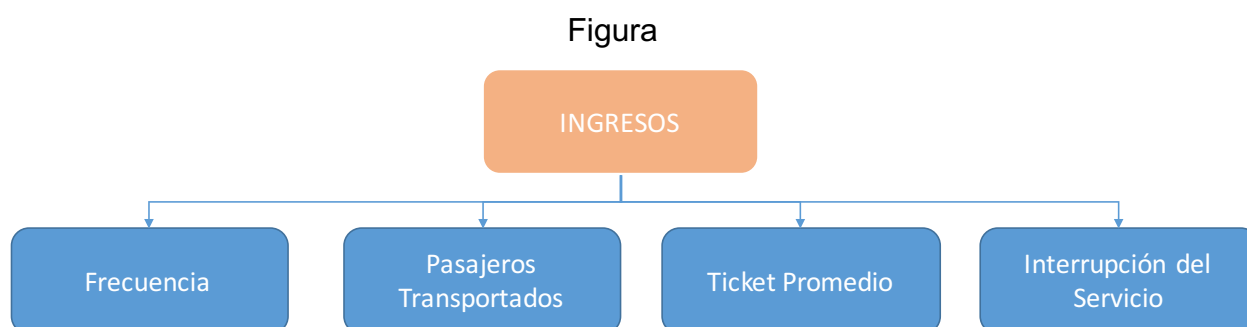 Figura
INGRESOS
Frecuencia
Pasajeros
Transportados
Ticket Promedio
Interrupción del
Servicio